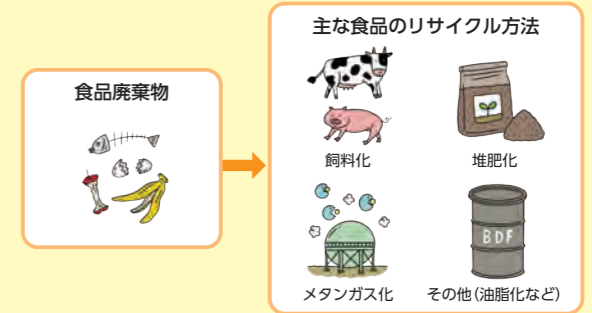 食品廃棄物
主な食品のリサイクル方法
飼料化
堆肥化
メタンガス化
BDF
その他(油脂化など)